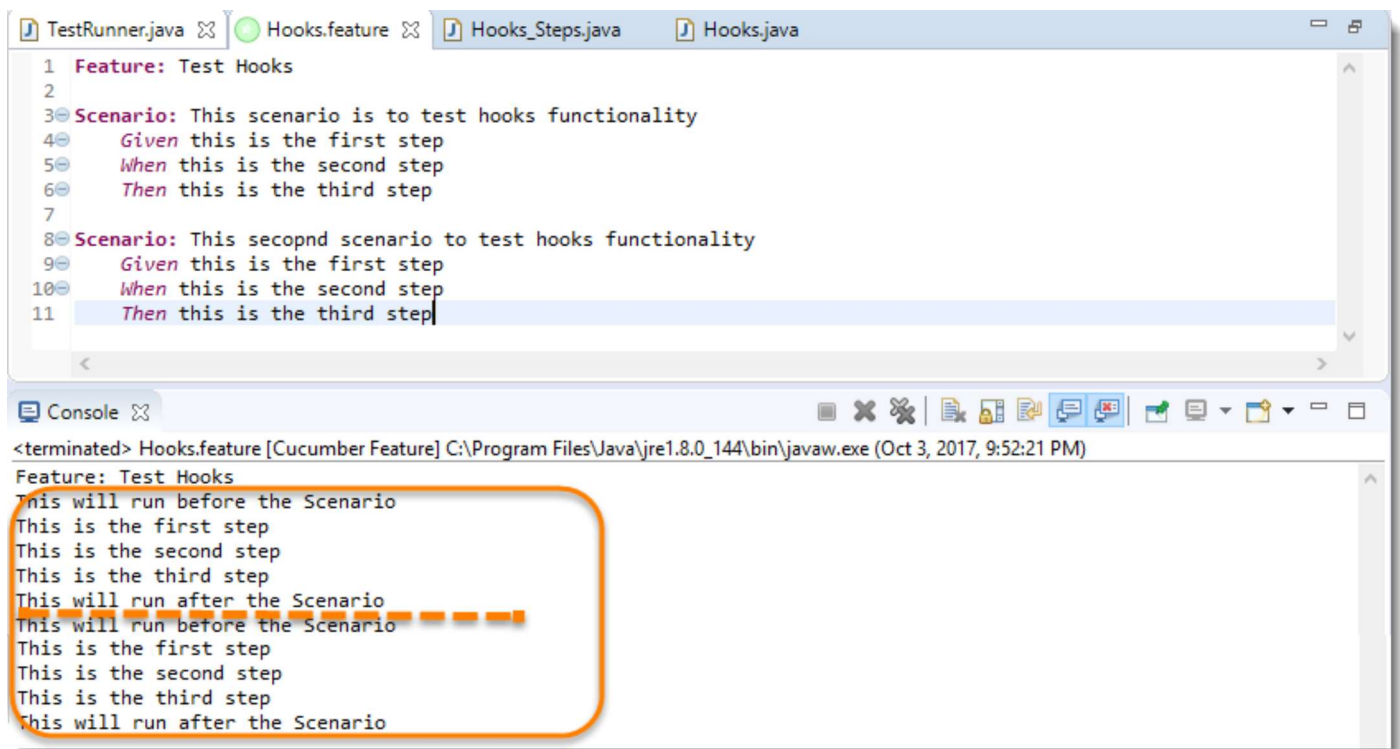 TestRunner.java Hooks.feature Hooks_Steps.java Hooks.java
1 Feature: Test Hooks
2
3 Scenario: This scenario is to test hooks functionality
4 Given this is the first step
5 When this is the second step
6 Then this is the third step
7
8 Scenario: This secopnd scenario to test hooks functionality
9 Given this is the first step
10 When this is the second step
11 Then this is the third step
Console
<terminated> Hooks.feature [Cucumber Feature] C:\Program Files\Java\jre1.8.0_144\bin\javaw.exe (Oct 3, 2017, 9:52:21 PM)
Feature: Test Hooks
This will run before the Scenario
This is the first step
This is the second step
This is the third step
This will run after the Scenario
This will run before the Scenario
This is the first step
This is the second step
This is the third step
This will run after the Scenario